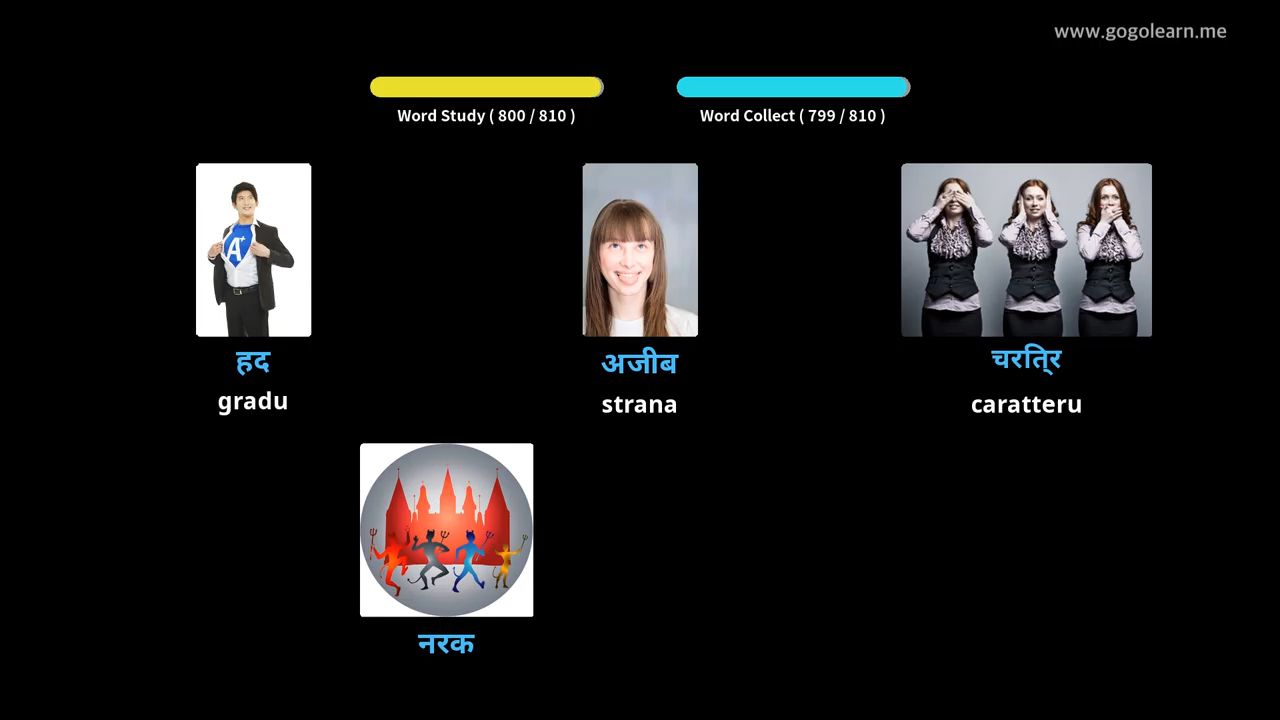 www.gogolearn.me
Word Study ( 800 / 810 )
Word Collect ( 799 / 810 )
A+
हद
अजीब
चरित्र
gradu
strana
caratteru
नरक